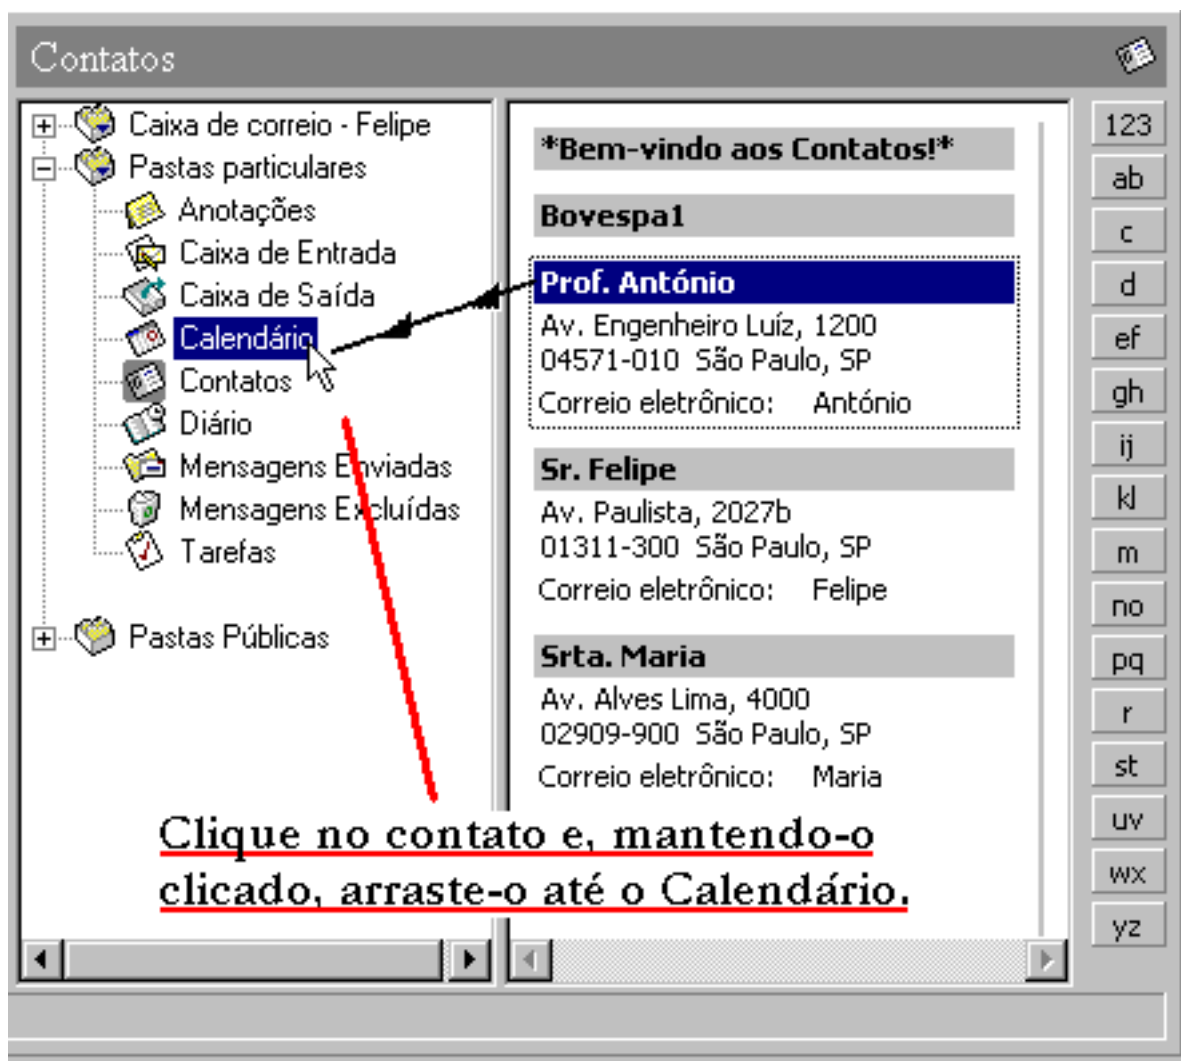 Contatos
Caixa de correio - Felipe
Pastas particulares
Anotações
Caixa de Entrada
Caixa de Saída
Calendário
Contatos
Diário
Mensagens Enviadas
Mensagens Excluídas
Tarefas
Pastas Públicas
*Bem-vindo aos Contatos!*
Bovespa1
Prof. António
Av. Engenheiro Luíz, 1200
04571-010 São Paulo, SP
Correio eletrônico: António
Sr. Felipe
Av. Paulista, 2027b
01311-300 São Paulo, SP
Correio eletrônico: Felipe
Srta. Maria
Av. Alves Lima, 4000
02909-900 São Paulo, SP
Correio eletrônico: Maria
Clique no contato e, mantendo-o
clicado, arraste-o até o Calendário.
123
ab
c
d
ef
gh
ij
kl
m
no
pq
r
st
uv
wx
yz